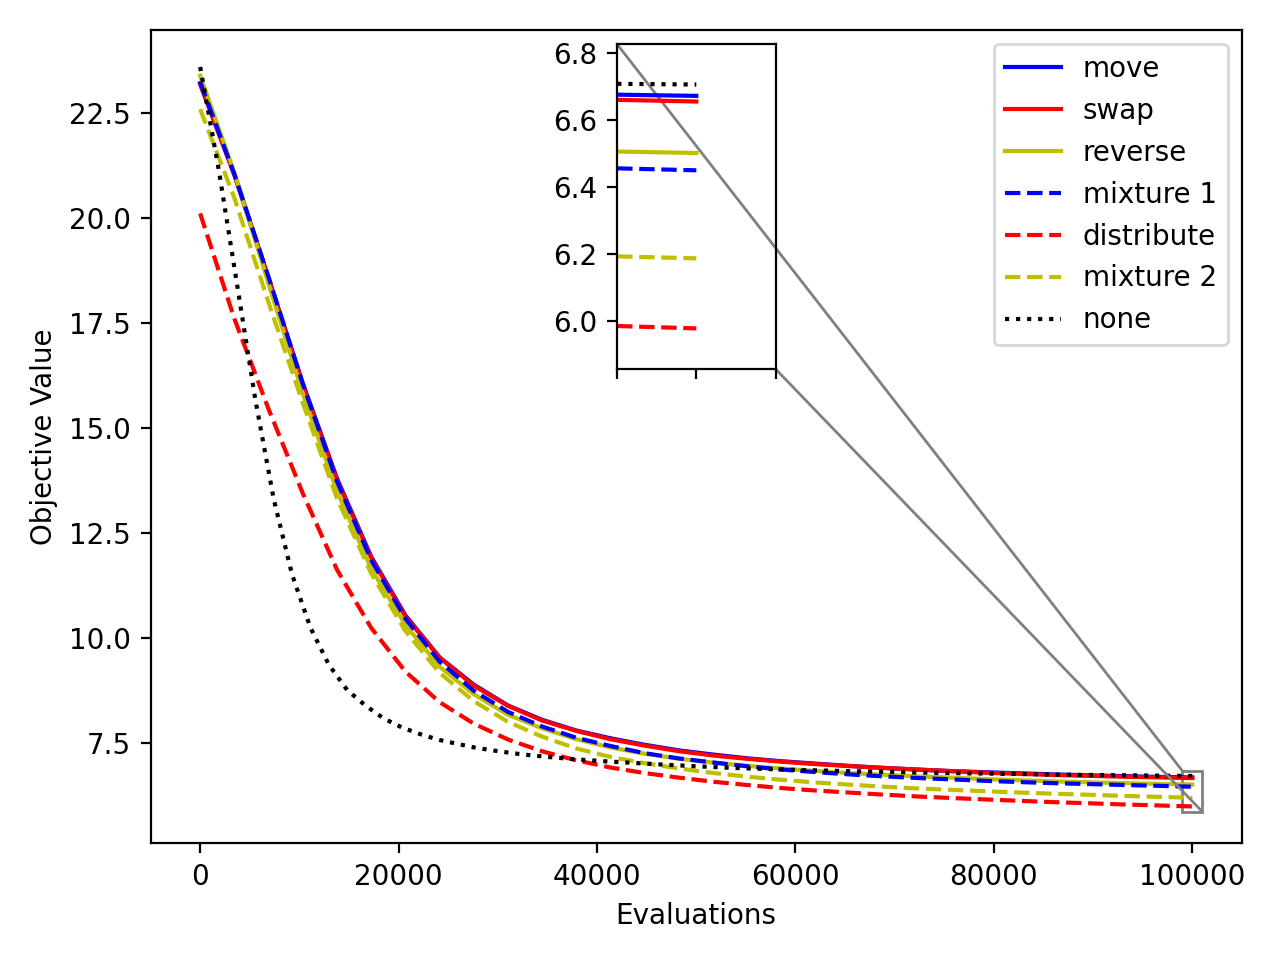 Objective Value
22.5
20.0
17.5
15.0
12.5
10.0
7.5
6.8
6.6
6.4
6.2
6.0
move
swap
reverse
mixture 1
distribute
mixture 2
none
0
20000
40000
60000
80000
100000
Evaluations